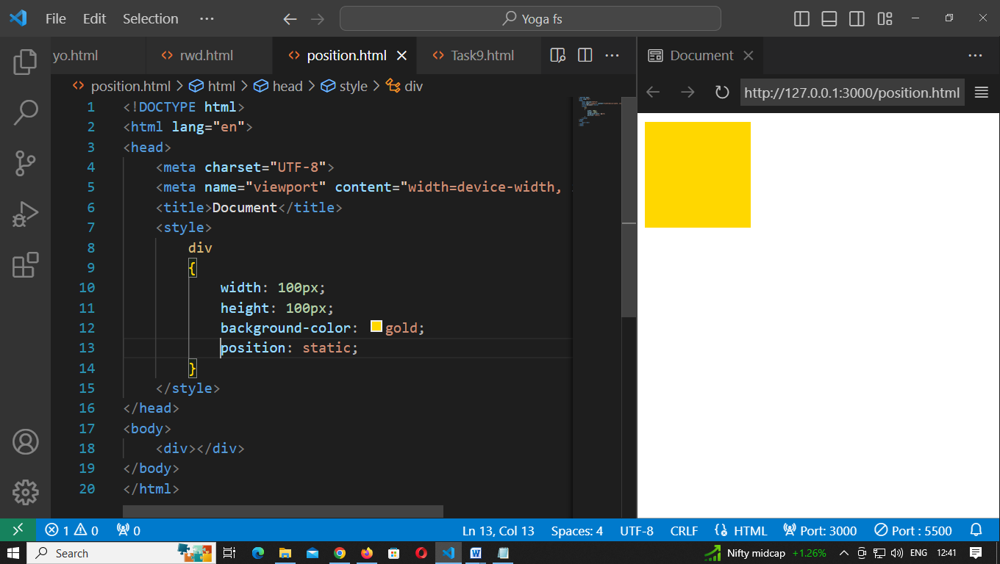 File Edit Selection ··· Yoga fs
yo.html rwd.html position.html Task9.html ··· Document ···
position.html > html > head > style > div
http://127.0.0.1:3000/position.html
1 <!DOCTYPE html>
2 <html lang="en">
3 <head>
4 <meta charset="UTF-8">
5 <meta name="viewport" content="width=device-width,
6 <title>Document</title>
7 <style>
8 div
9 {
10 width: 100px;
11 height: 100px;
12 background-color: gold;
13 position: static;
14 }
15 </style>
16 </head>
17 <body>
18 <div></div>
19 </body>
20 </html>
1 0 0 Ln 13, Col 13 Spaces: 4 UTF-8 CRLF HTML Port: 3000 Port : 5500
Search Nifty midcap +1.26% ENG 12:41